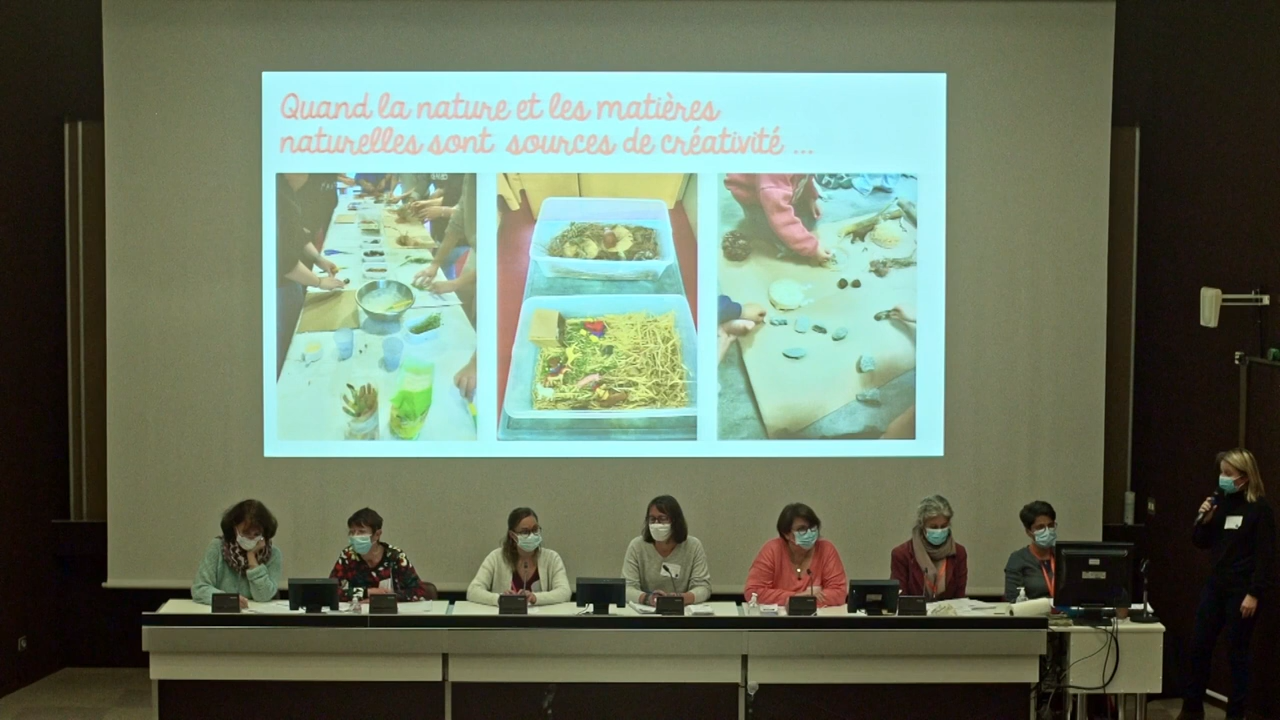 Quand la nature et les matières
naturelles sont sources de créativité ...